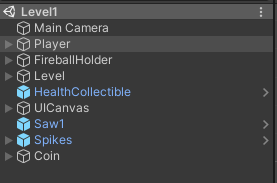 Level1
Main Camera
Player
FireballHolder
Level
HealthCollectible
UICanvas
Saw1
Spikes
Coin